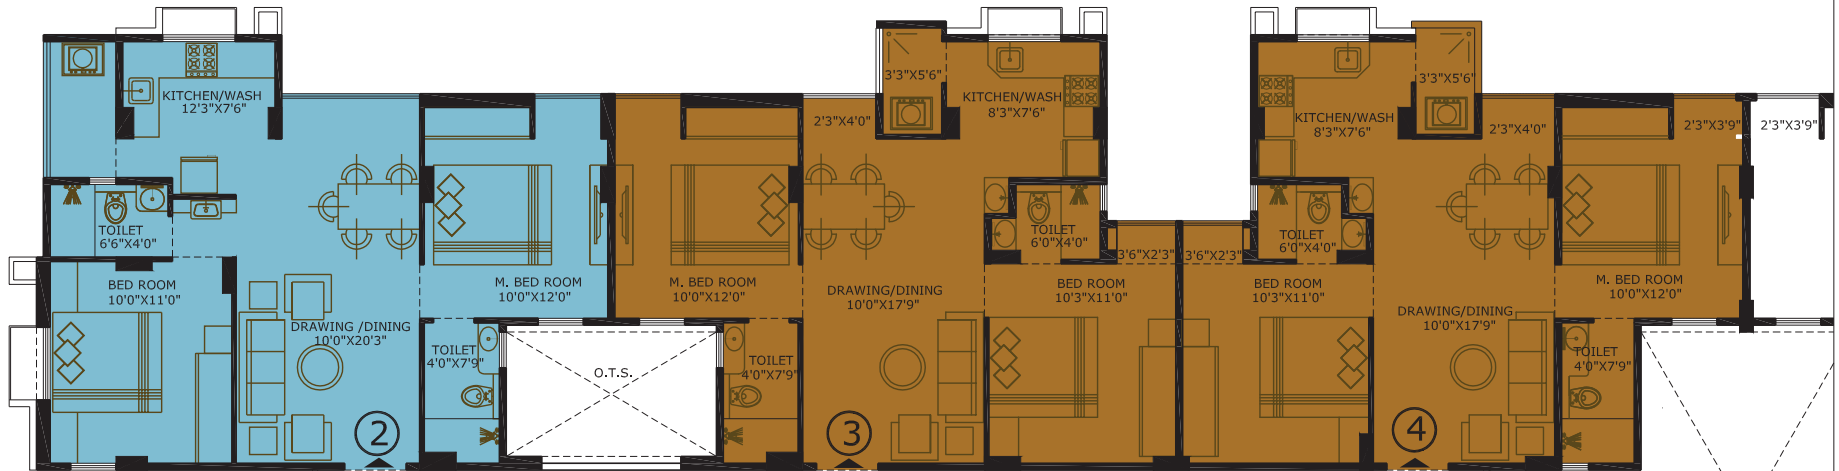 KITCHEN/WASH
12'3"X7'6"
TOILET
6'6"X4'0"
BED ROOM
10'0"X11'0"
DRAWING /DINING
10'0"X20'3"
2
M. BED ROOM
10'0"X12'0"
TOILET
4'0"X7'9"
O.T.S.
M. BED ROOM
10'0"X12'0"
TOILET
4'0"X7'9"
2'3"X4'0"
3'3"X5'6"
KITCHEN/WASH
8'3"X7'6"
DRAWING/DINING
10'0"X17'9"
3
TOILET
6'0"X4'0"
3'6"X2'3"
BED ROOM
10'3"X11'0"
3'6"X2'3"
BED ROOM
10'3"X11'0"
TOILET
6'0"X4'0"
KITCHEN/WASH
8'3"X7'6"
3'3"X5'6"
2'3"X4'0"
DRAWING/DINING
10'0"X17'9"
4
2'3"X3'9"
M. BED ROOM
10'0"X12'0"
TOILET
4'0"X7'9"
2'3"X3'9"